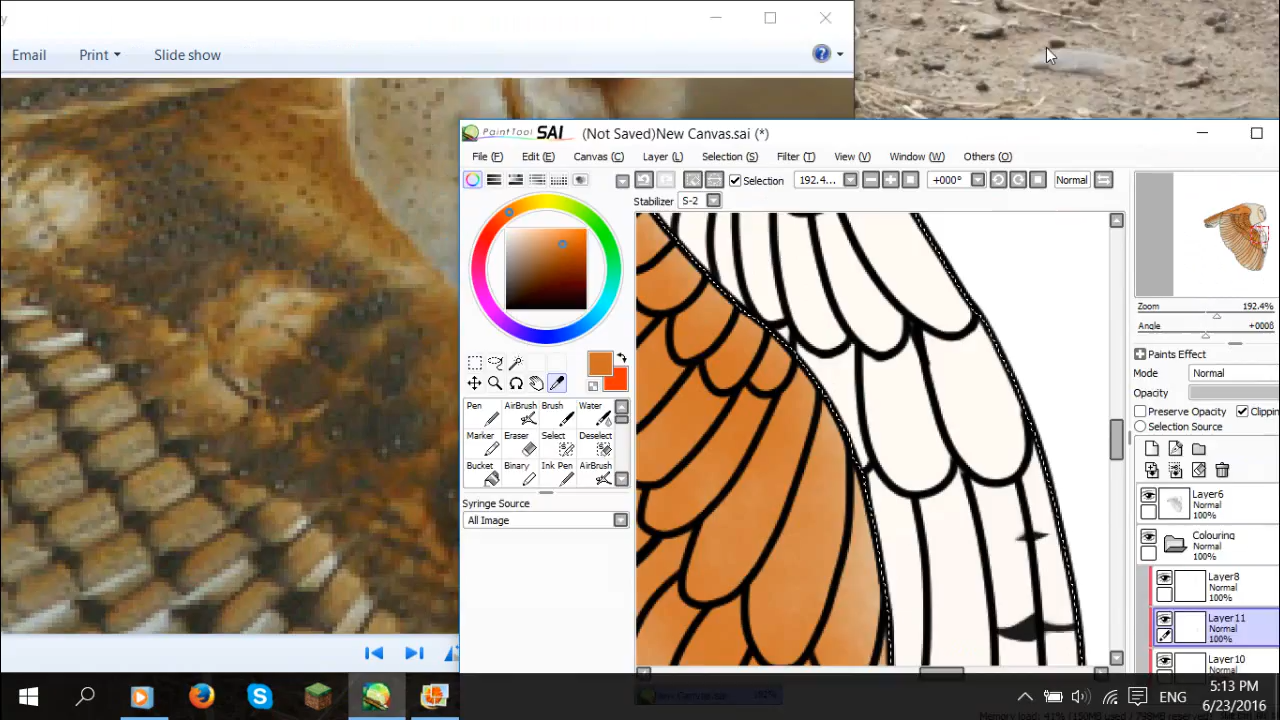 y
Email Print Slide show
?
PaintTool SAI (Not Saved)New Canvas.sai (*)
File (F) Edit (E) Canvas (C) Layer (L) Selection (S) Filter (T) View (V) Window (W) Others (O)
Selection 192.4... +000° Normal
Stabilizer S-2
Zoom 192.4%
Angle +000θ
Paints Effect
Mode Normal
Opacity
Preserve Opacity Clippin
Selection Source
Pen AirBrush Brush Water
Marker Eraser Select Deselect
Bucket Binary Ink Pen AirBrush
Syringe Source
All Image
Layer6
Normal
100%
Colouring
Normal
100%
Layer8
Normal
100%
Layer11
Normal
100%
Layer10
Normal
100%
ENG
5:13 PM
6/23/2016